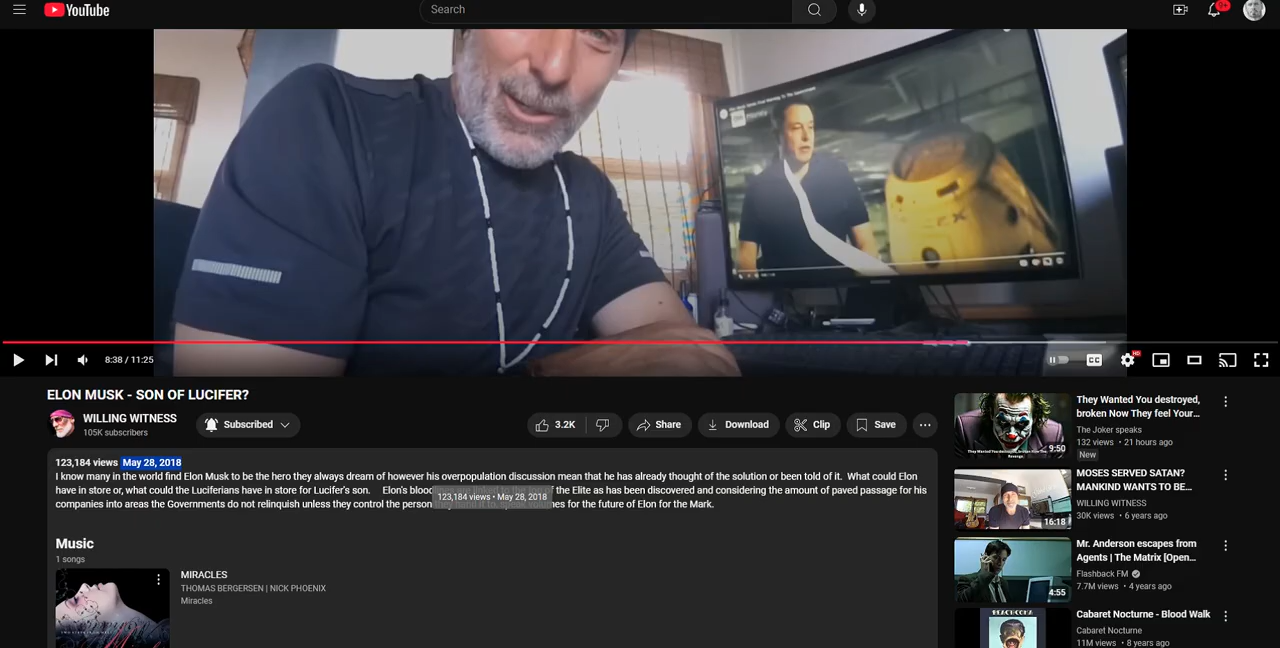 YouTube
Search
9+
8:38 / 11:25
CC
HD
ELON MUSK - SON OF LUCIFER?
WILLING WITNESS
105K subscribers
Subscribed
3.2K
Share
Download
Clip
Save
123,184 views May 28, 2018
I know many in the world find Elon Musk to be the hero they always dream of however his overpopulation discussion mean that he has already thought of the solution or been told of it. What could Elon
have in store or, what could the Luciferians have in store for Lucifer's son. Elon's blood
of the Elite as has been discovered and considering the amount of paved passage for his
123,184 views • May 28, 2018
companies into areas the Governments do not relinquish unless they control the person
for the future of Elon for the Mark.
Music
1 songs
MIRACLES
THOMAS BERGERSEN | NICK PHOENIX
Miracles
They Wanted You destroyed,
broken Now They feel Your...
The Joker speaks
132 views • 21 hours ago
New
9:50
MOSES SERVED SATAN?
MANKIND WANTS TO BE...
WILLING WITNESS
30K views • 6 years ago
16:18
Mr. Anderson escapes from
Agents | The Matrix [Open...
Flashback FM
7.7M views • 4 years ago
4:55
Cabaret Nocturne - Blood Walk
Cabaret Nocturne
11M views • 8 years ago